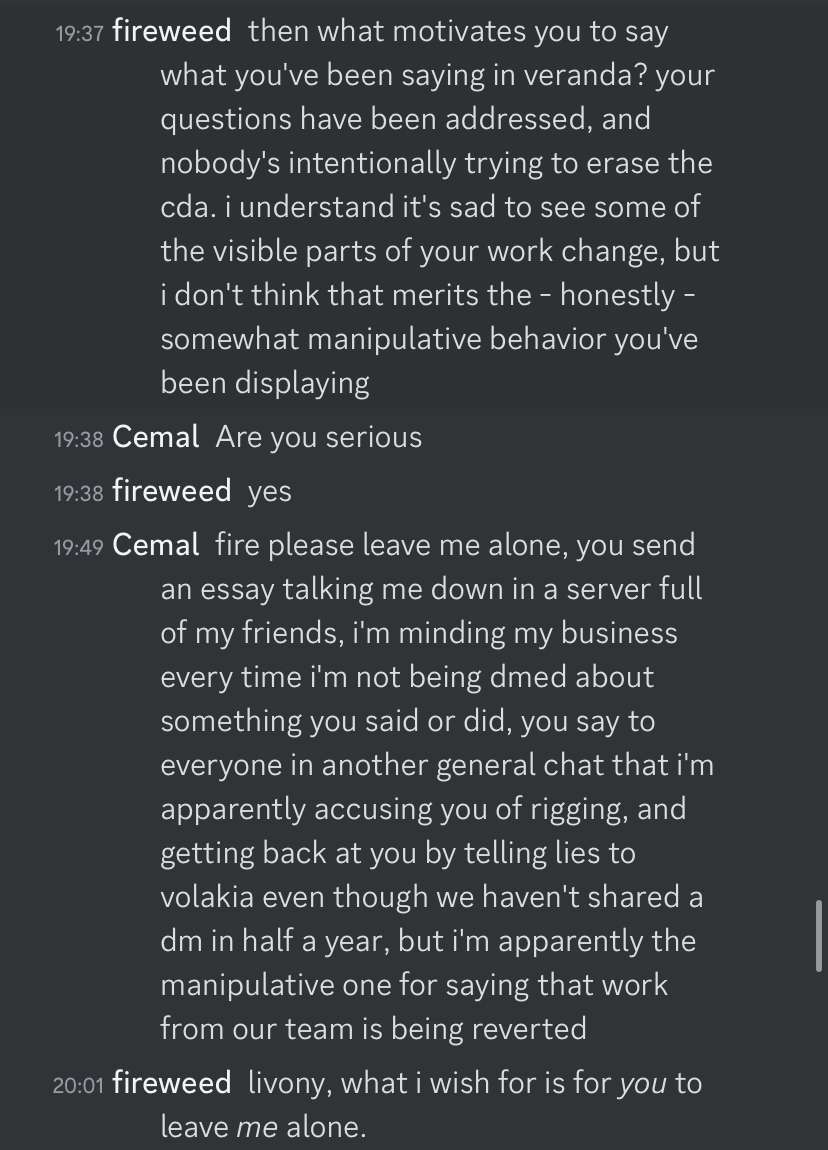 19:37 fireweed then what motivates you to say
what you've been saying in veranda? your
questions have been addressed, and
nobody's intentionally trying to erase the
cda. i understand it's sad to see some of
the visible parts of your work change, but
i don't think that merits the - honestly -
somewhat manipulative behavior you've
been displaying
19:38 Cemal Are you serious
19:38 fireweed yes
19:49 Cemal fire please leave me alone, you send
an essay talking me down in a server full
of my friends, i'm minding my business
every time i'm not being dmed about
something you said or did, you say to
everyone in another general chat that i'm
apparently accusing you of rigging, and
getting back at you by telling lies to
volakia even though we haven't shared a
dm in half a year, but i'm apparently the
manipulative one for saying that work
from our team is being reverted
20:01 fireweed livony, what i wish for is for you to
leave me alone.